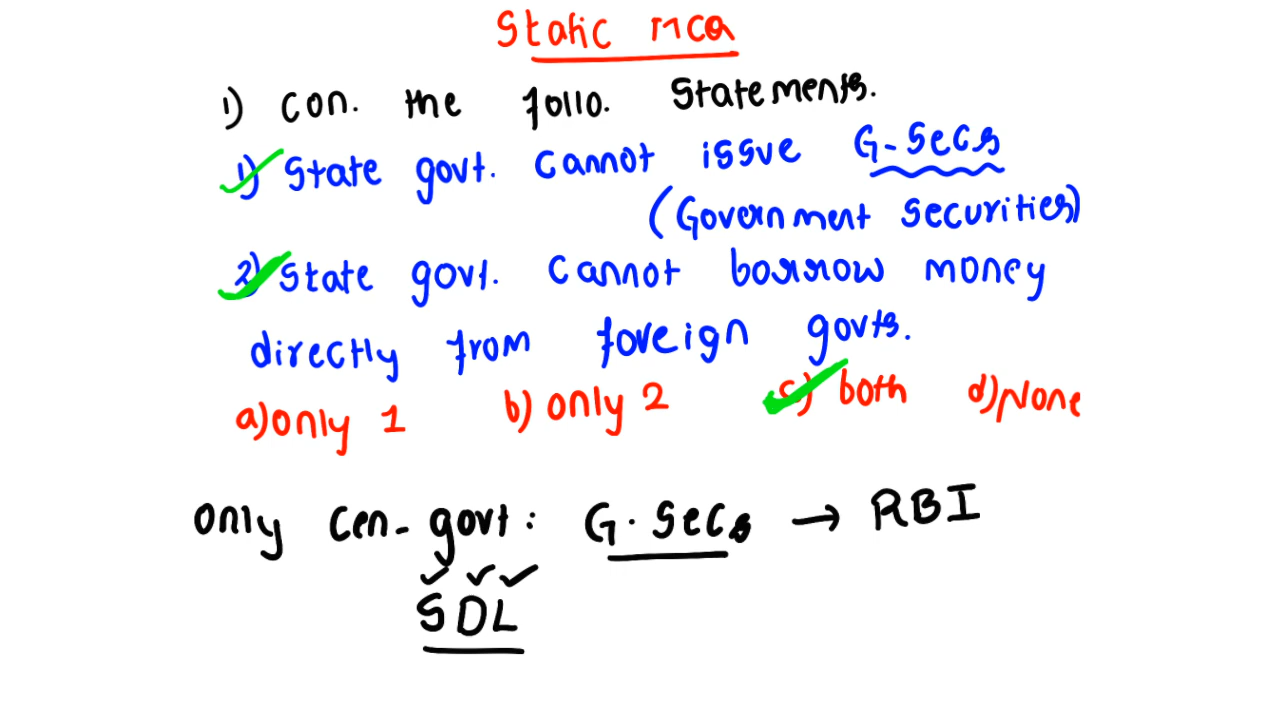 Static MCQ
1) Con. the follo. Statements.
1) State govt. cannot issue G-Secs
(Government securities)
2) State govt. cannot borrow money
directly from foreign govts.
a) only 1 b) only 2 c) both d) None
only Cen- govt: G. Secs → RBI
SDL